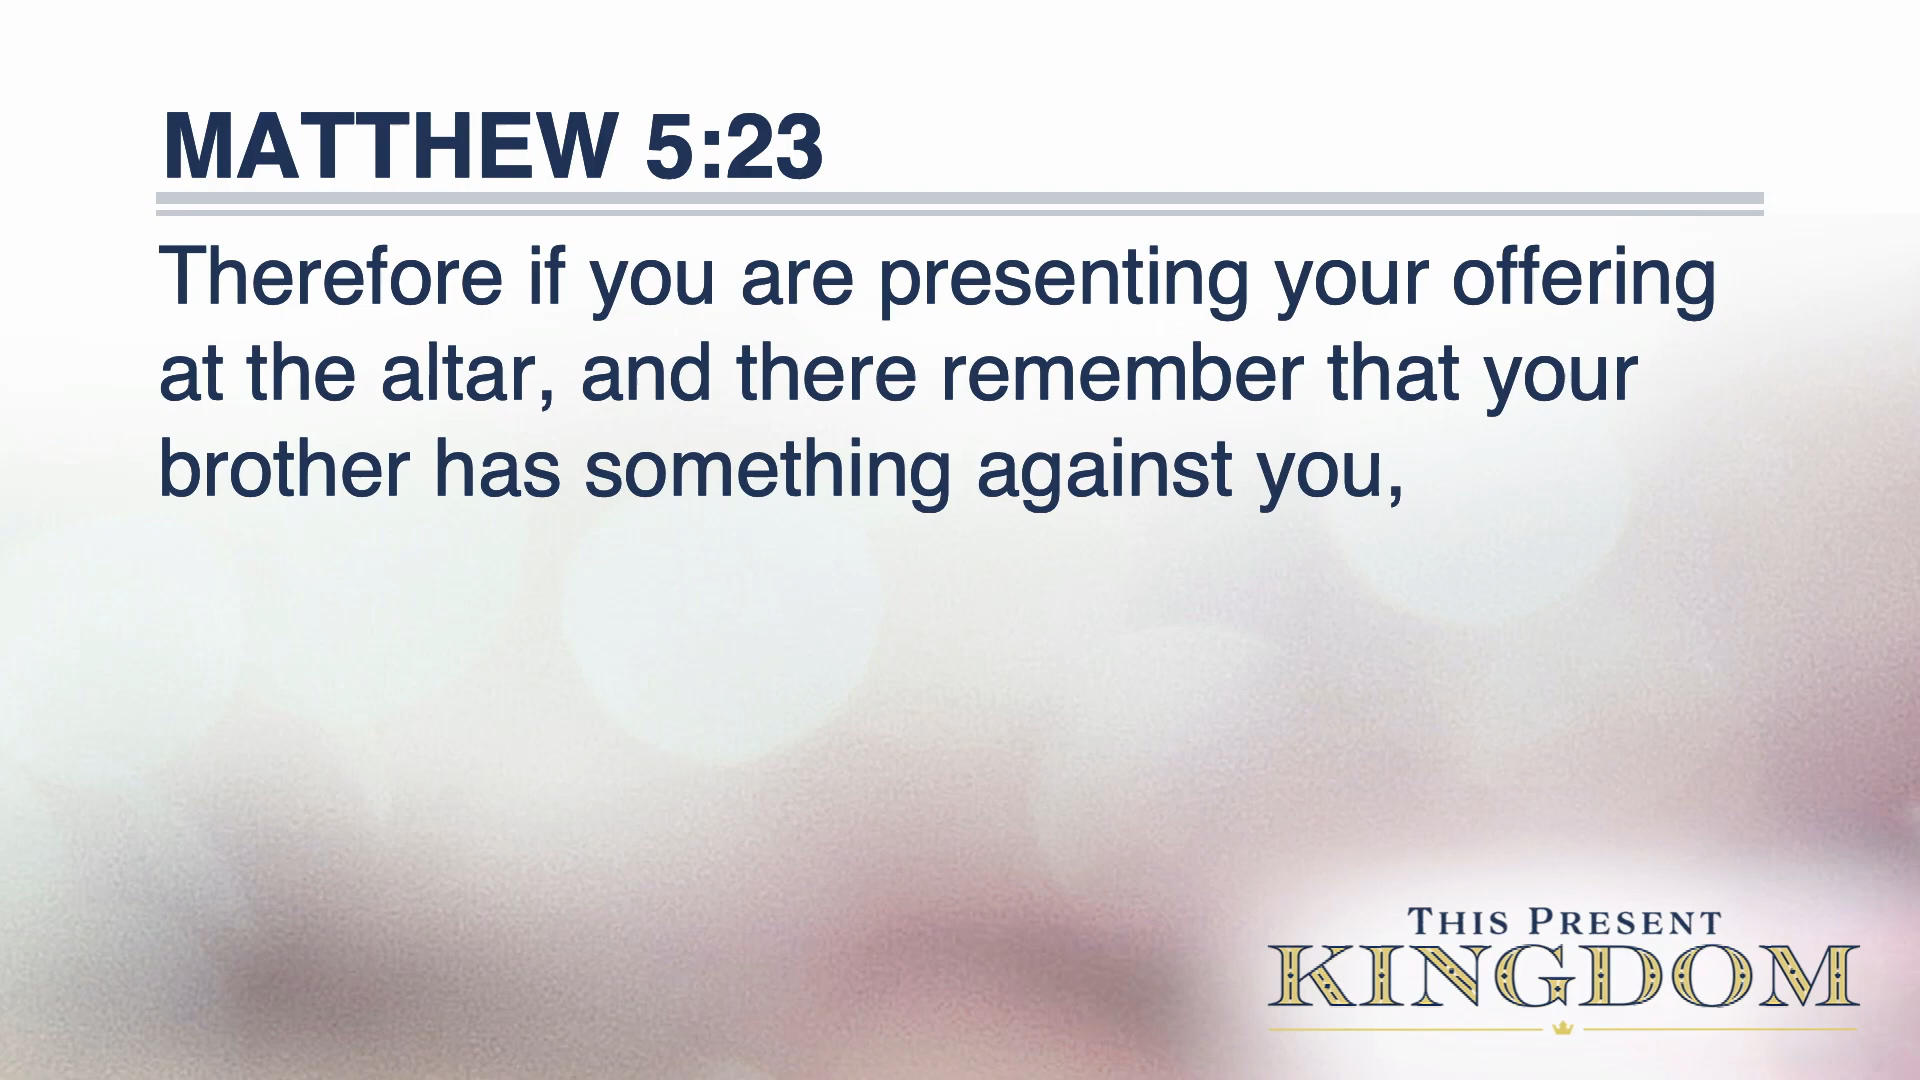 MATTHEW 5:23
Therefore if you are presenting your offering
at the altar, and there remember that your
brother has something against you,
THIS PRESENT
KINGDOM